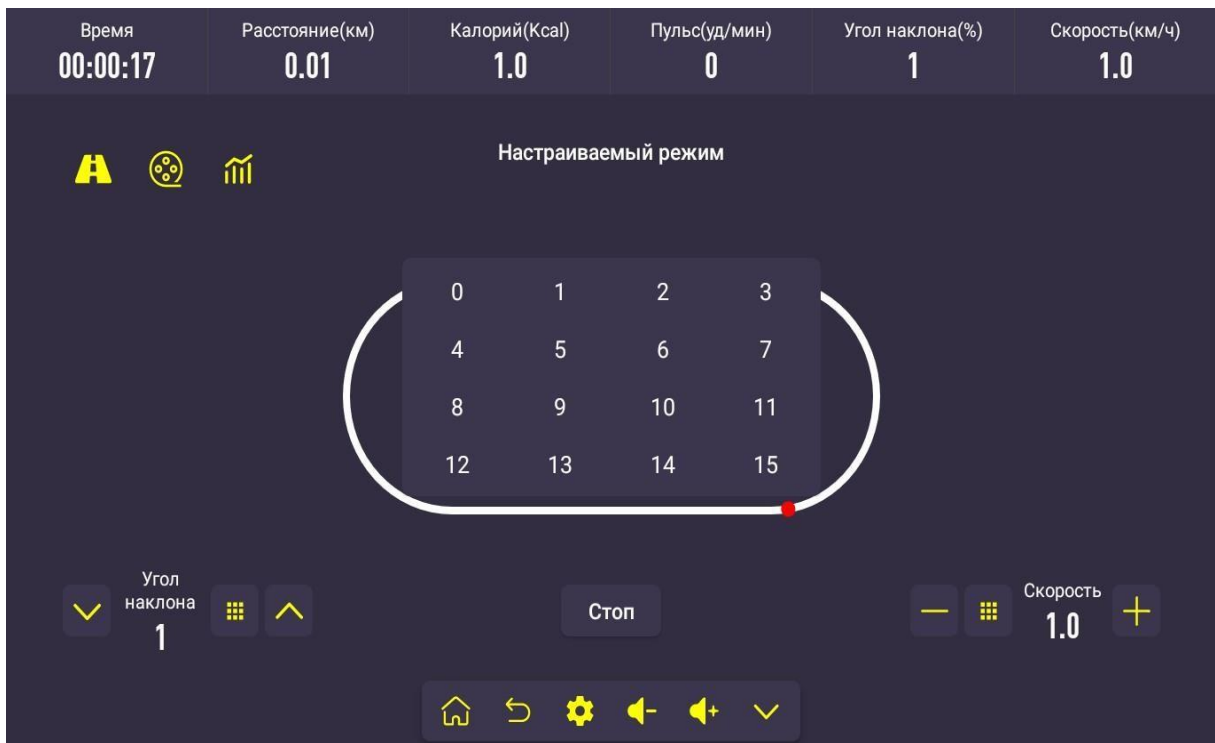 Время Расстояние(км) Калорий(Kcal) Пульс(уд/мин) Угол наклона(%) Скорость(км/ч)
00:00:17 0.01 1.0 0 1 1.0
Настраиваемый режим
0 1 2 3
4 5 6 7
8 9 10 11
12 13 14 15
Угол
наклона
1
Стоп
Скорость
1.0